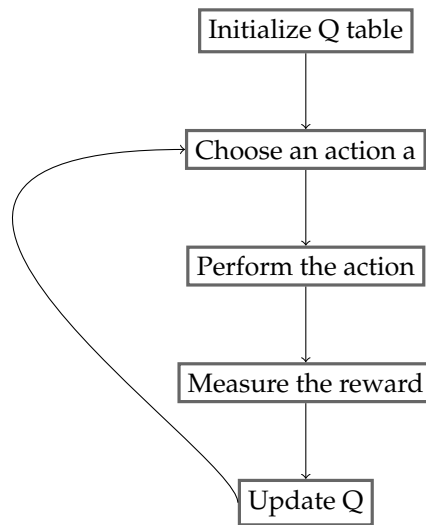 Initialize Q table
Choose an action a
Perform the action
Measure the reward
Update Q